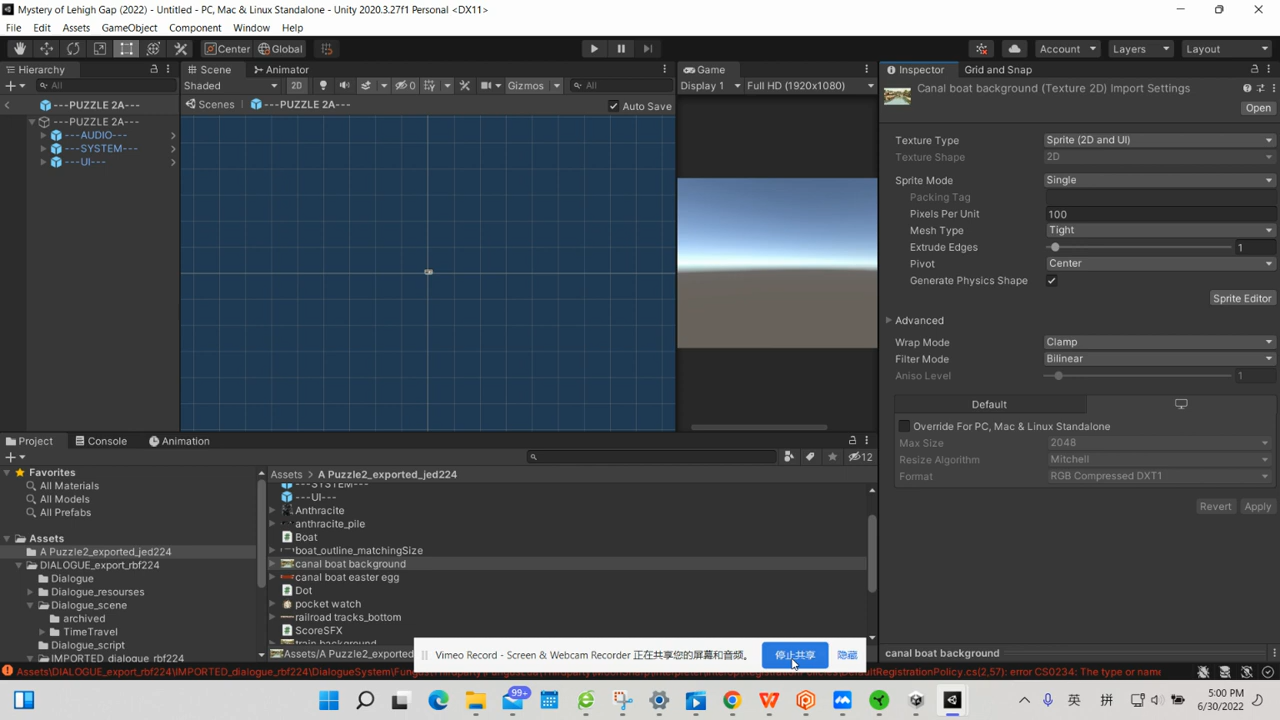 Mystery of Lehigh Gap (2022) - Untitled - PC, Mac & Linux Standalone - Unity 2020.3.27f1 Personal <DX11>
File Edit Assets GameObject Component Window Help
Center Global Account Layers Layout
Hierarchy
All
---PUZZLE 2A---
---PUZZLE 2A---
---AUDIO---
---SYSTEM---
---UI---
Scene Animator
Shaded 2D 0 Gizmos All
Scenes ---PUZZLE 2A--- Auto Save
Game
Display 1 Full HD (1920x1080)
Inspector Grid and Snap
Canal boat background (Texture 2D) Import Settings
Open
Texture Type Sprite (2D and UI)
Texture Shape 2D
Sprite Mode Single
Packing Tag
Pixels Per Unit 100
Mesh Type Tight
Extrude Edges 1
Pivot Center
Generate Physics Shape
Sprite Editor
Advanced
Wrap Mode Clamp
Filter Mode Bilinear
Aniso Level 1
Default
Override For PC, Mac & Linux Standalone
Max Size 2048
Resize Algorithm Mitchell
Format RGB Compressed DXT1
Revert Apply
canal boat background
Project Console Animation
12
Favorites
All Materials
All Models
All Prefabs
Assets
A Puzzle2_exported_jed224
DIALOGUE_export_rbf224
Dialogue
Dialogue_resourses
Dialogue_scene
archived
TimeTravel
Dialogue_script
IMPORTED_dialogue_rbf224
Assets > A Puzzle2_exported_jed224
---SYSTEM---
---UI---
Anthracite
anthracite_pile
Boat
boat_outline_matchingSize
canal boat background
canal boat easter egg
Dot
pocket watch
railroad tracks_bottom
ScoreSFX
train background
Assets/A Puzzle2
Vimeo Record - Screen & Webcam Recorder 正在共享您的屏幕和音频。 停止共享 隐藏
error CS0234: The type or name
99+
英 拼
5:00 PM
6/30/2022